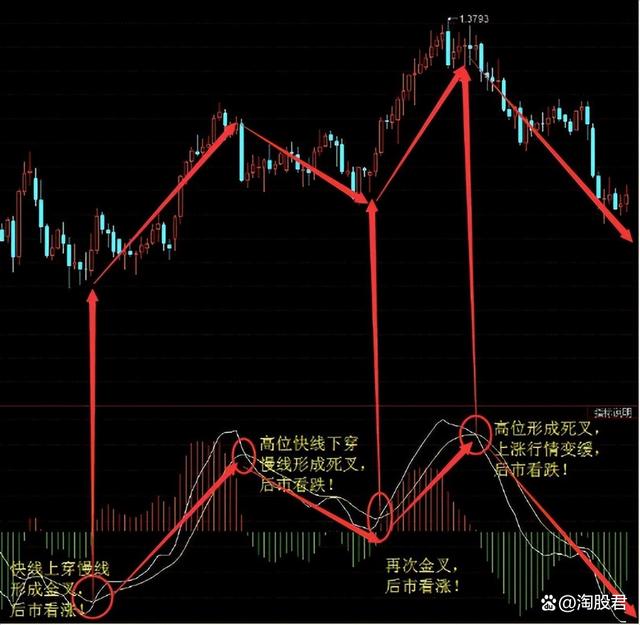 1.3793
指标说明
高位快线下穿
慢线形成死叉，
后市看跌！
高位形成死叉，
上涨行情变缓，
后市看跌！
快线上穿慢线
形成金叉，
后市看涨！
再次金叉，
后市看涨！
@淘股君